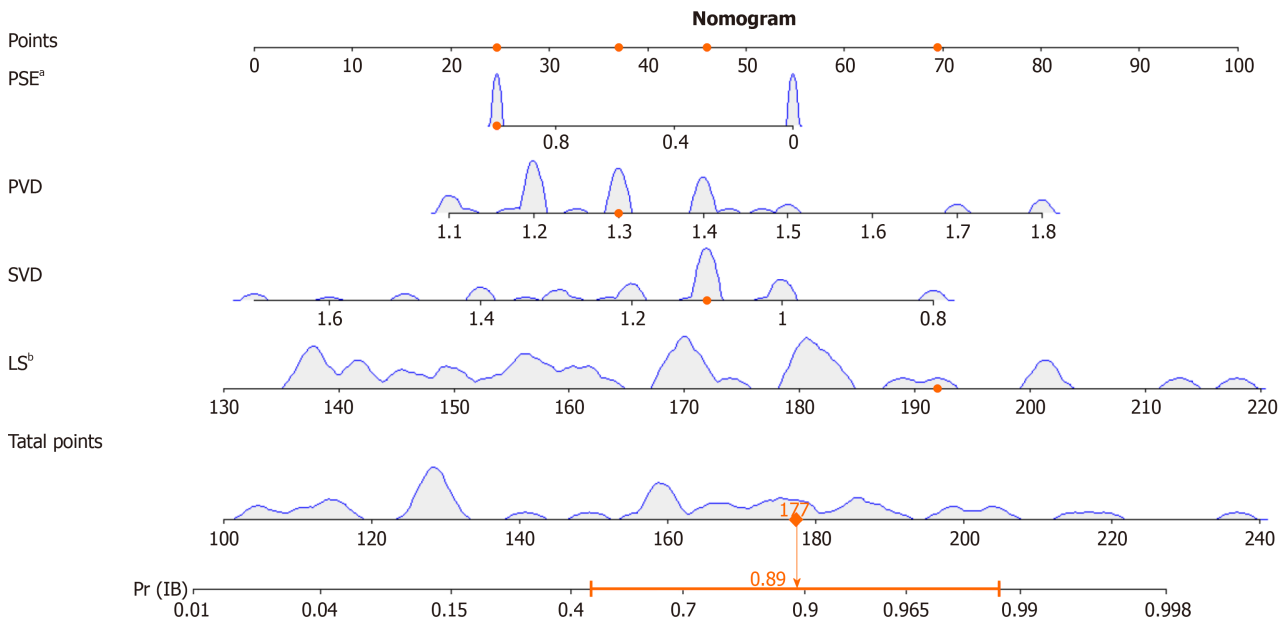 Nomogram
Points
0 10 20 30 40 50 60 70 80 90 100
PSEª
0.8 0.4 0
PVD
1.1 1.2 1.3 1.4 1.5 1.6 1.7 1.8
SVD
1.6 1.4 1.2 1 0.8
LSᵇ
130 140 150 160 170 180 190 200 210 220
Tatal points
177
100 120 140 160 180 200 220 240
0.89
Pr (IB)
0.01 0.04 0.15 0.4 0.7 0.9 0.965 0.99 0.998